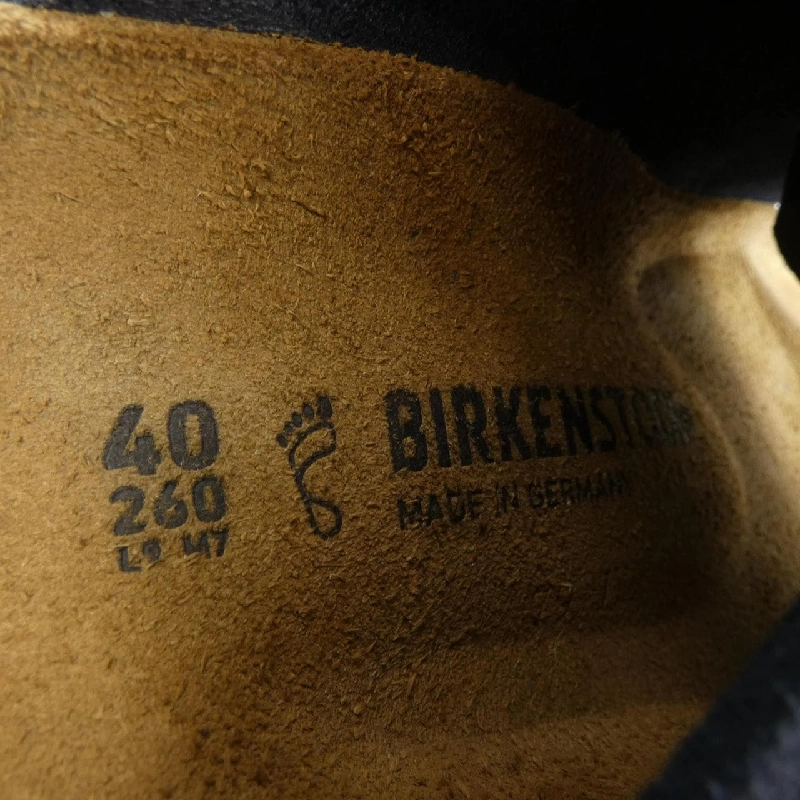 40
260
L9 M7
BIRKENSTOCK
MADE IN GERMANY